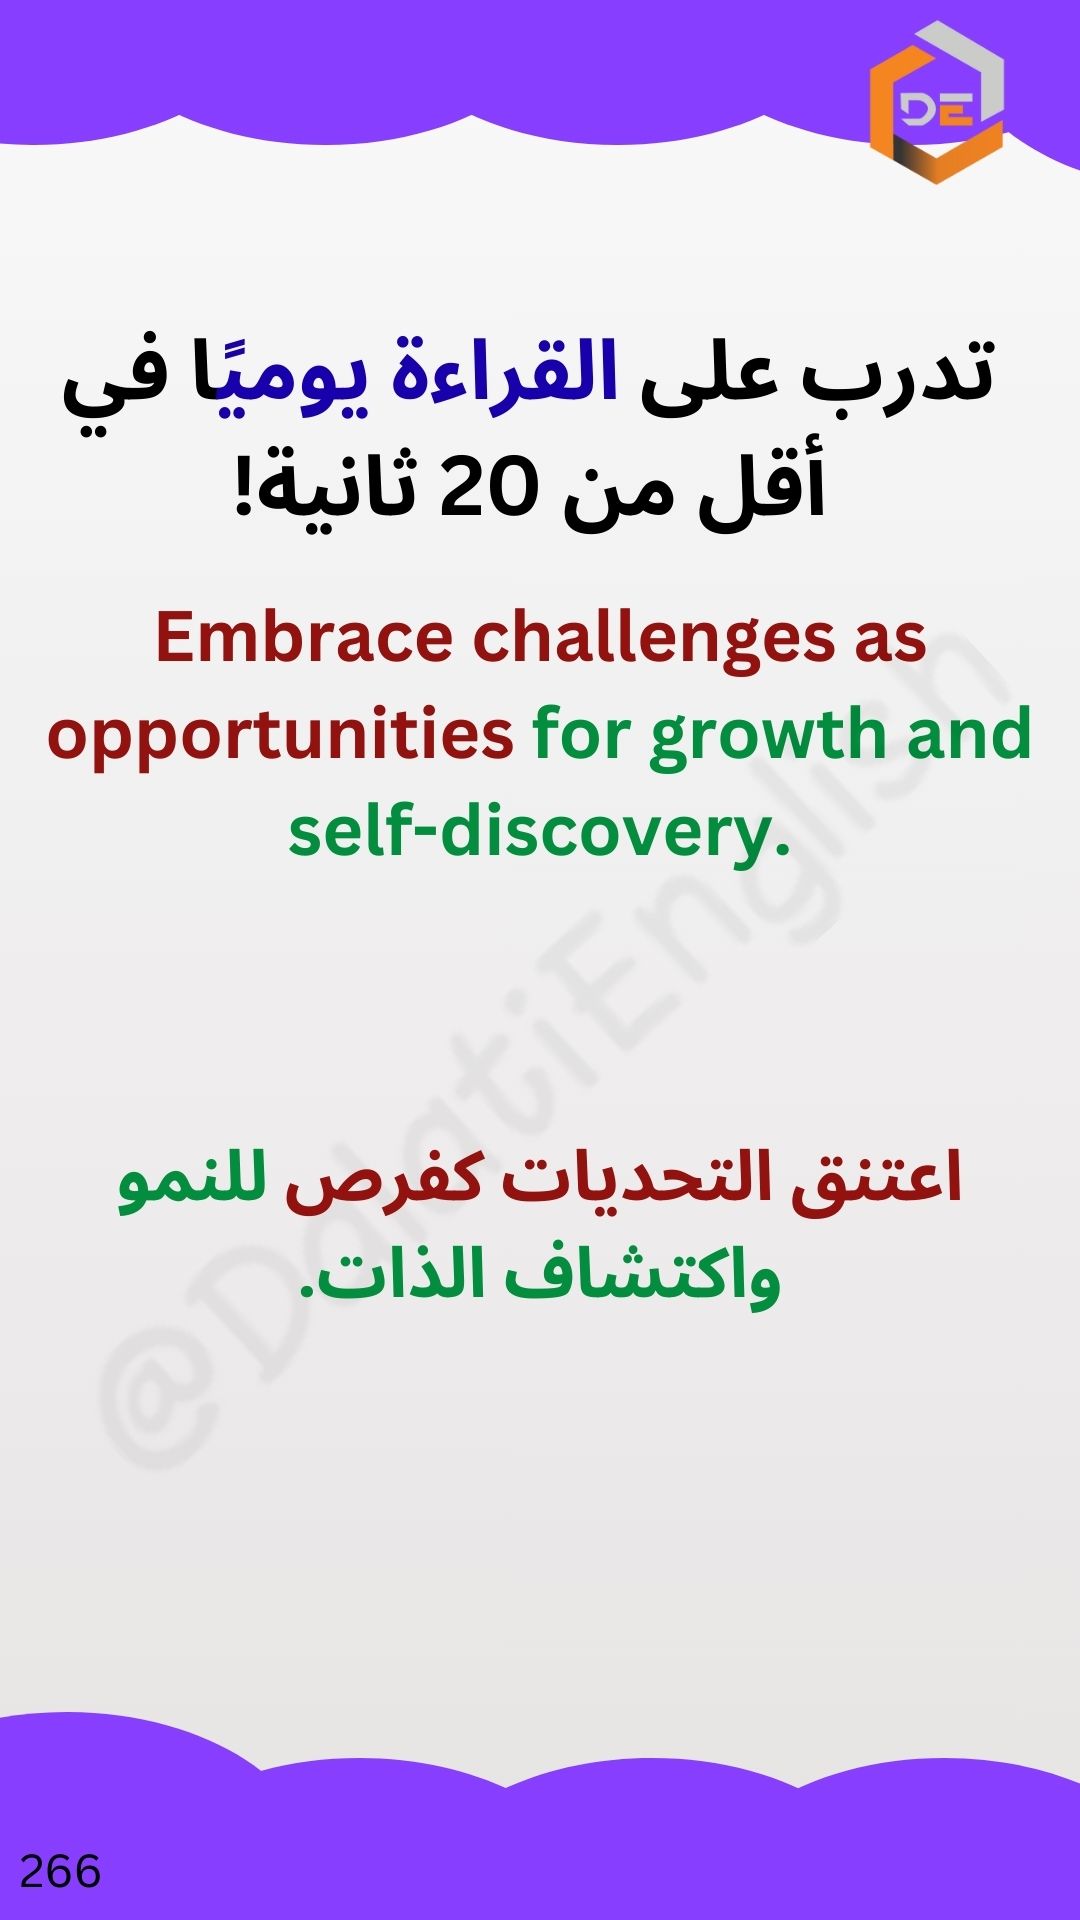 DE
تدرب على القراءة يوميًا في
أقل من 20 ثانية!
Embrace challenges as
opportunities for growth and
self-discovery.
اعتنق التحديات كفرص للنمو
واكتشاف الذات.
@DdatiEnglish
266